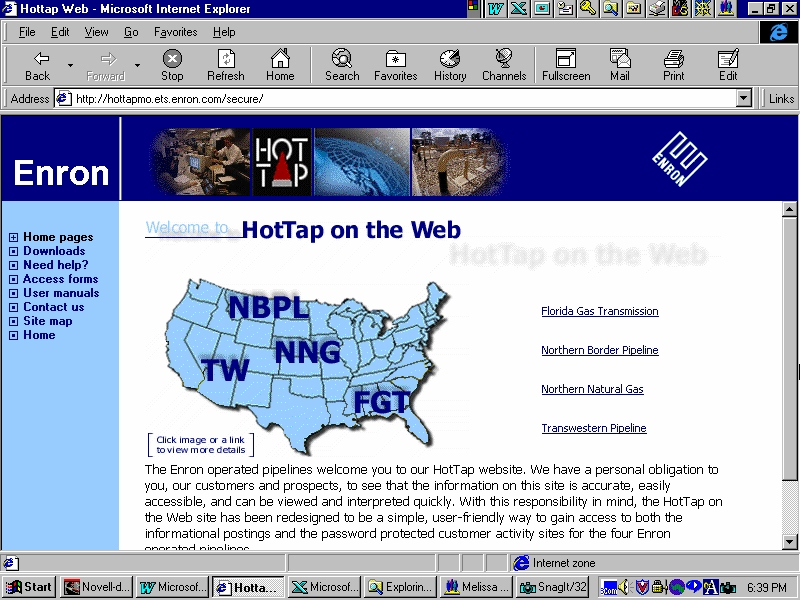 Hottap Web - Microsoft Internet Explorer
File Edit View Go Favorites Help
Back Forward Stop Refresh Home Search Favorites History Channels Fullscreen Mail Print Edit
Address http://hottapmo.ets.enron.com/secure/ Links
Enron
HOT
TAP
ENRON
Home pages
Downloads
Need help?
Access forms
User manuals
Contact us
Site map
Home
Welcome to HotTap on the Web
HotTap on the Web
NBPL
NNG
TW
FGT
Click image or a link
to view more details
Florida Gas Transmission
Northern Border Pipeline
Northern Natural Gas
Transwestern Pipeline
The Enron operated pipelines welcome you to our HotTap website. We have a personal obligation to
you, our customers and prospects, to see that the information on this site is accurate, easily
accessible, and can be viewed and interpreted quickly. With this responsibility in mind, the HotTap on
the Web site has been redesigned to be a simple, user-friendly way to gain access to both the
informational postings and the password protected customer activity sites for the four Enron
operated pipelines
Internet zone
Start Novell-d... Microsof... Hotta... Microsof... Explorin... Melissa ... SnagIt/32 6:39 PM